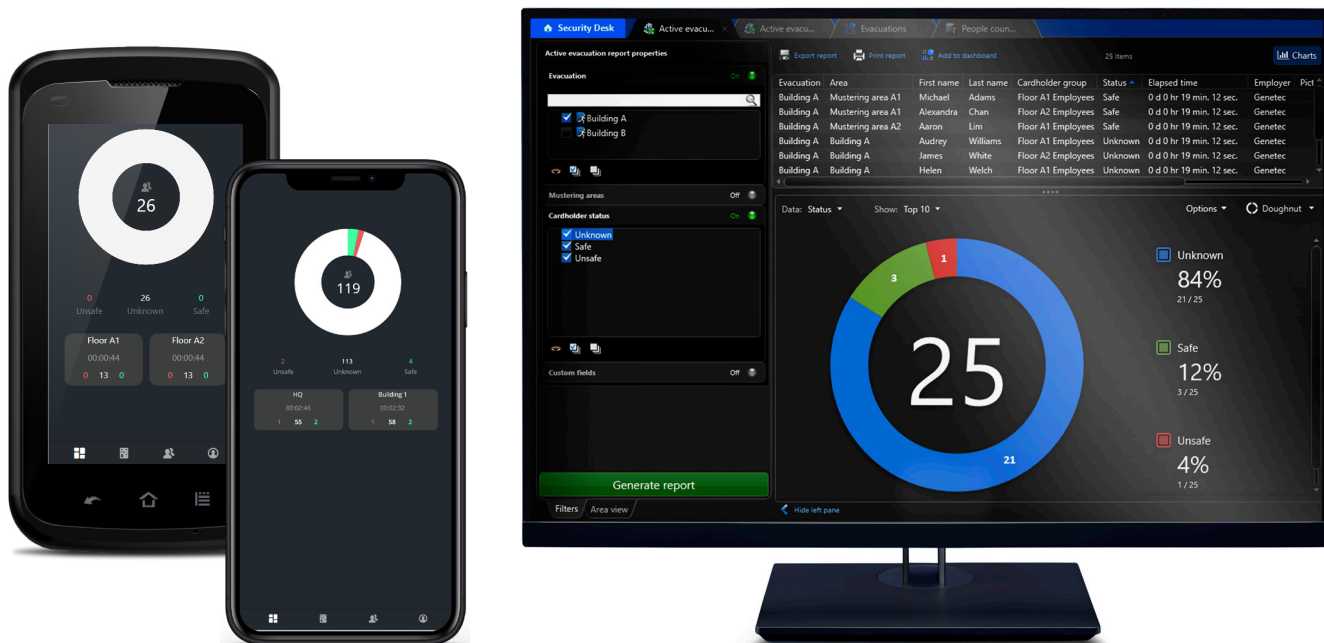 26
0 26 0
Unsafe Unknown Safe
Floor A1 Floor A2
00:00:44 00:00:44
0 13 0 0 13 0
119
2 113 4
Unsafe Unknown Safe
HQ Building 1
00:02:46 00:02:32
1 55 2 1 58 2
Security Desk Active evacu... Active evacu... Evacuations People coun...
Active evacuation report properties
Evacuation On
Building A
Building B
Mustering areas Off
Cardholder status On
Unknown
Safe
Unsafe
Custom fields Off
Generate report
Filters Area view
Export report Print report Add to dashboard 25 items Charts
Evacuation Area First name Last name Cardholder group Status Elapsed time Employer Pict
Building A Mustering area A1 Michael Adams Floor A1 Employees Safe 0 d 0 hr 19 min. 12 sec. Genetec
Building A Mustering area A1 Alexandra Chan Floor A2 Employees Safe 0 d 0 hr 19 min. 12 sec. Genetec
Building A Mustering area A2 Aaron Lim Floor A1 Employees Safe 0 d 0 hr 19 min. 12 sec. Genetec
Building A Building A Audrey Williams Floor A1 Employees Unknown 0 d 0 hr 19 min. 12 sec. Genetec
Building A Building A James White Floor A2 Employees Unknown 0 d 0 hr 19 min. 12 sec. Genetec
Building A Building A Helen Welch Floor A1 Employees Unknown 0 d 0 hr 19 min. 12 sec. Genetec
Data: Status Show: Top 10 Options Doughnut
1
3
25
21
Unknown
84%
21 / 25
Safe
12%
3 / 25
Unsafe
4%
1 / 25
Hide left pane